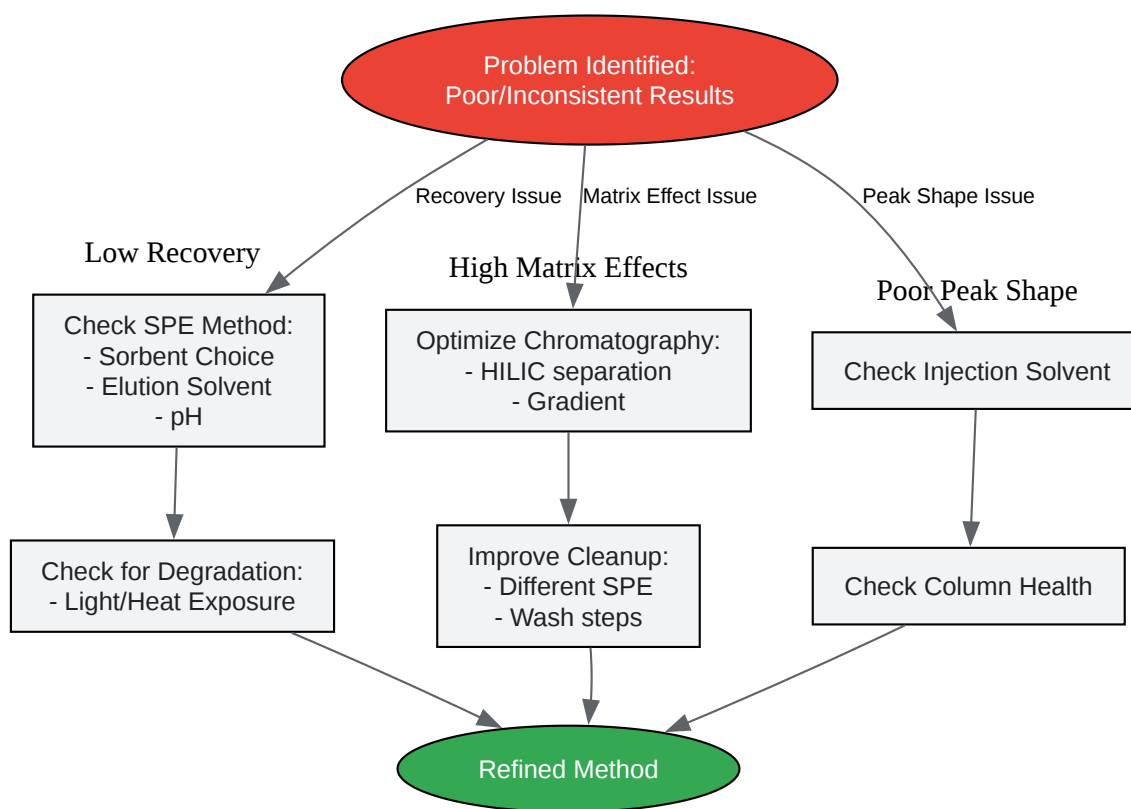 Problem Identified:
Poor/Inconsistent Results
Recovery Issue
Matrix Effect Issue
Peak Shape Issue
Low Recovery
High Matrix Effects
Poor Peak Shape
Check SPE Method:
- Sorbent Choice
- Elution Solvent
- pH
Optimize Chromatography:
- HILIC separation
- Gradient
Check Injection Solvent
Check for Degradation:
- Light/Heat Exposure
Improve Cleanup:
- Different SPE
- Wash steps
Check Column Health
Refined Method